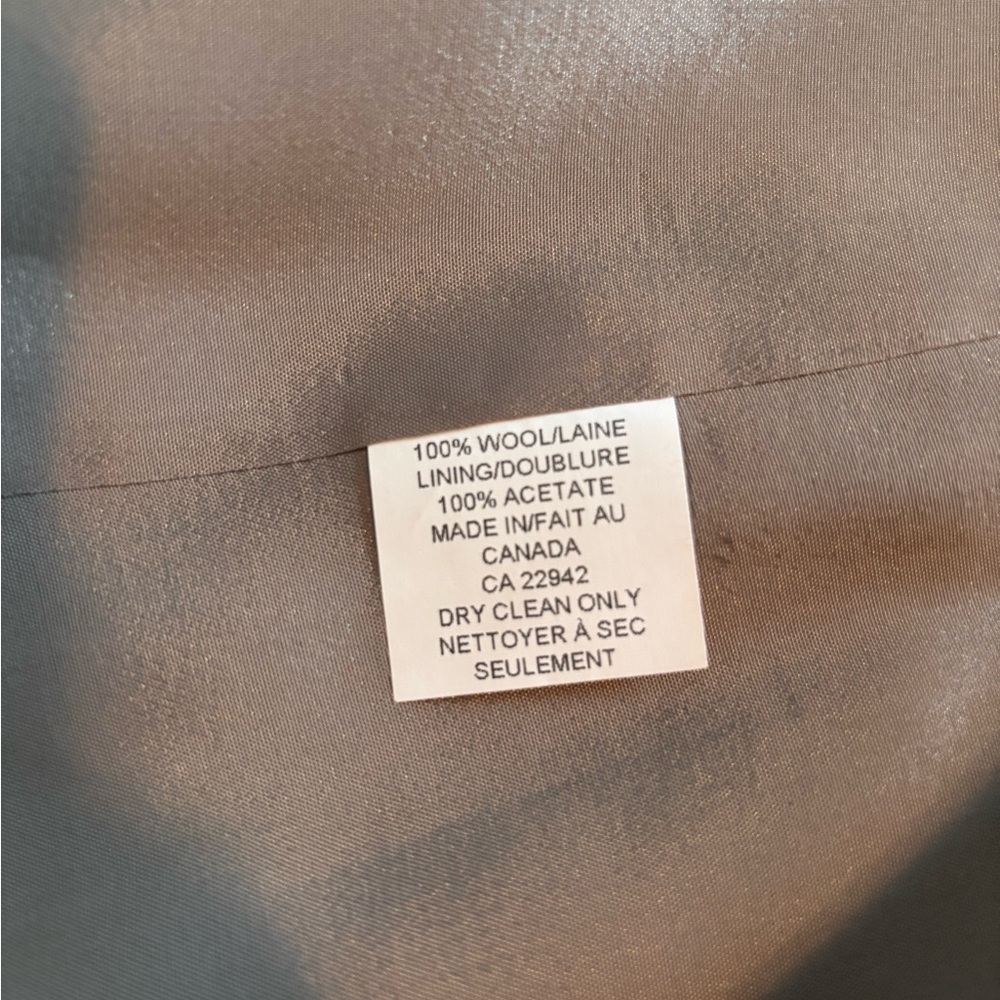 100% WOOL/LAINE
LINING/DOUBLURE
100% ACETATE
MADE IN/FAIT AU
CANADA
CA 22942
DRY CLEAN ONLY
NETTOYER À SEC
SEULEMENT